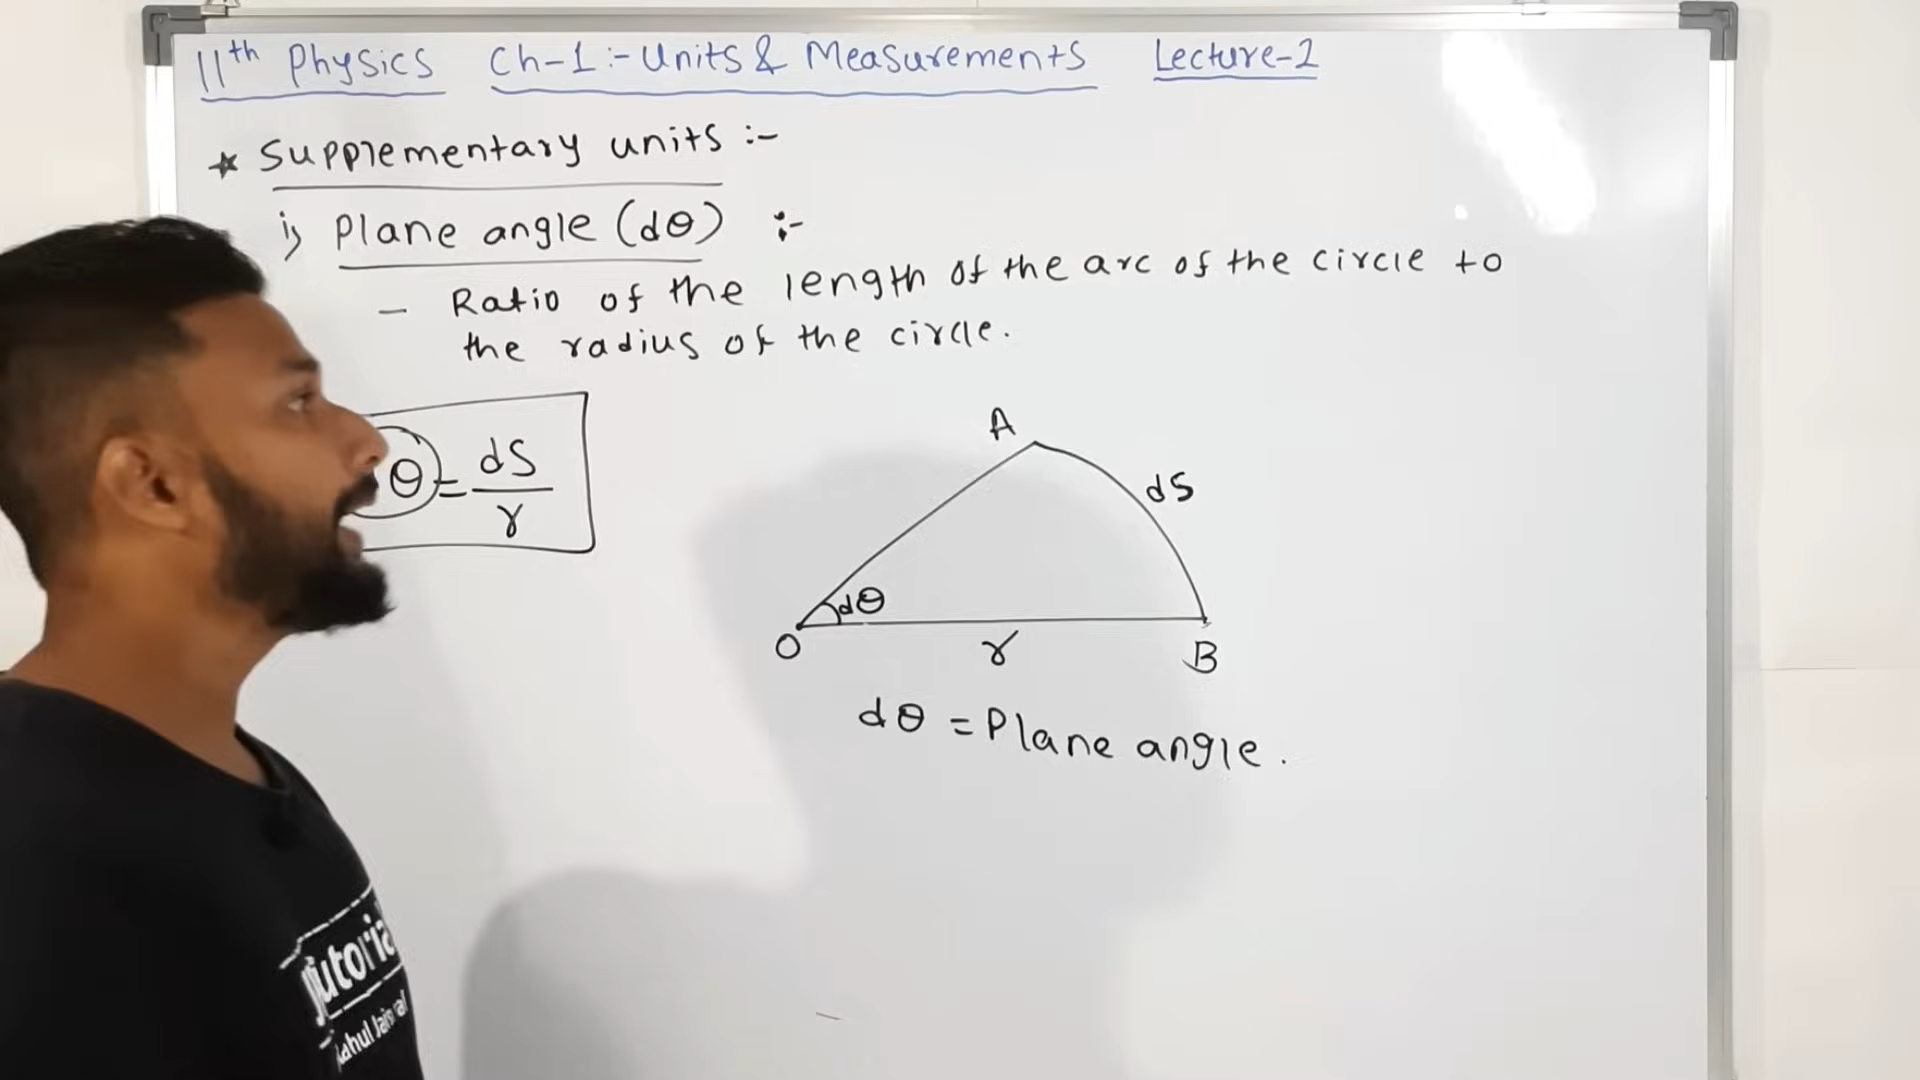 11th Physics Ch-1:- Units & Measurements Lecture-2
* Supplementary units :-
i) Plane angle (dθ) :-
- Ratio of the length of the arc of the circle to
the radius of the circle.
θ = dS
r
A
dS
dθ
O
r
B
dθ = Plane angle.